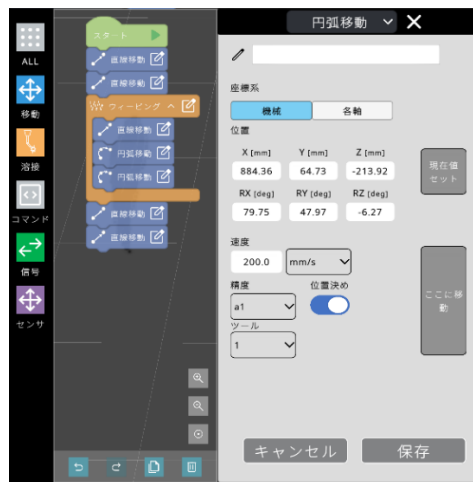 円弧移動
ALL
移動
溶接
コマンド
信号
センサ
スタート
直線移動
直線移動
ウィービング
直線移動
円弧移動
円弧移動
直線移動
直線移動
座標系
機械 各軸
位置
X [mm] Y [mm] Z [mm]
884.36 64.73 -213.92
RX [deg] RY [deg] RZ [deg]
79.75 47.97 -6.27
現在値
セット
速度
200.0 mm/s
精度 位置決め
a1
ツール
1
ここに移
動
キャンセル 保存